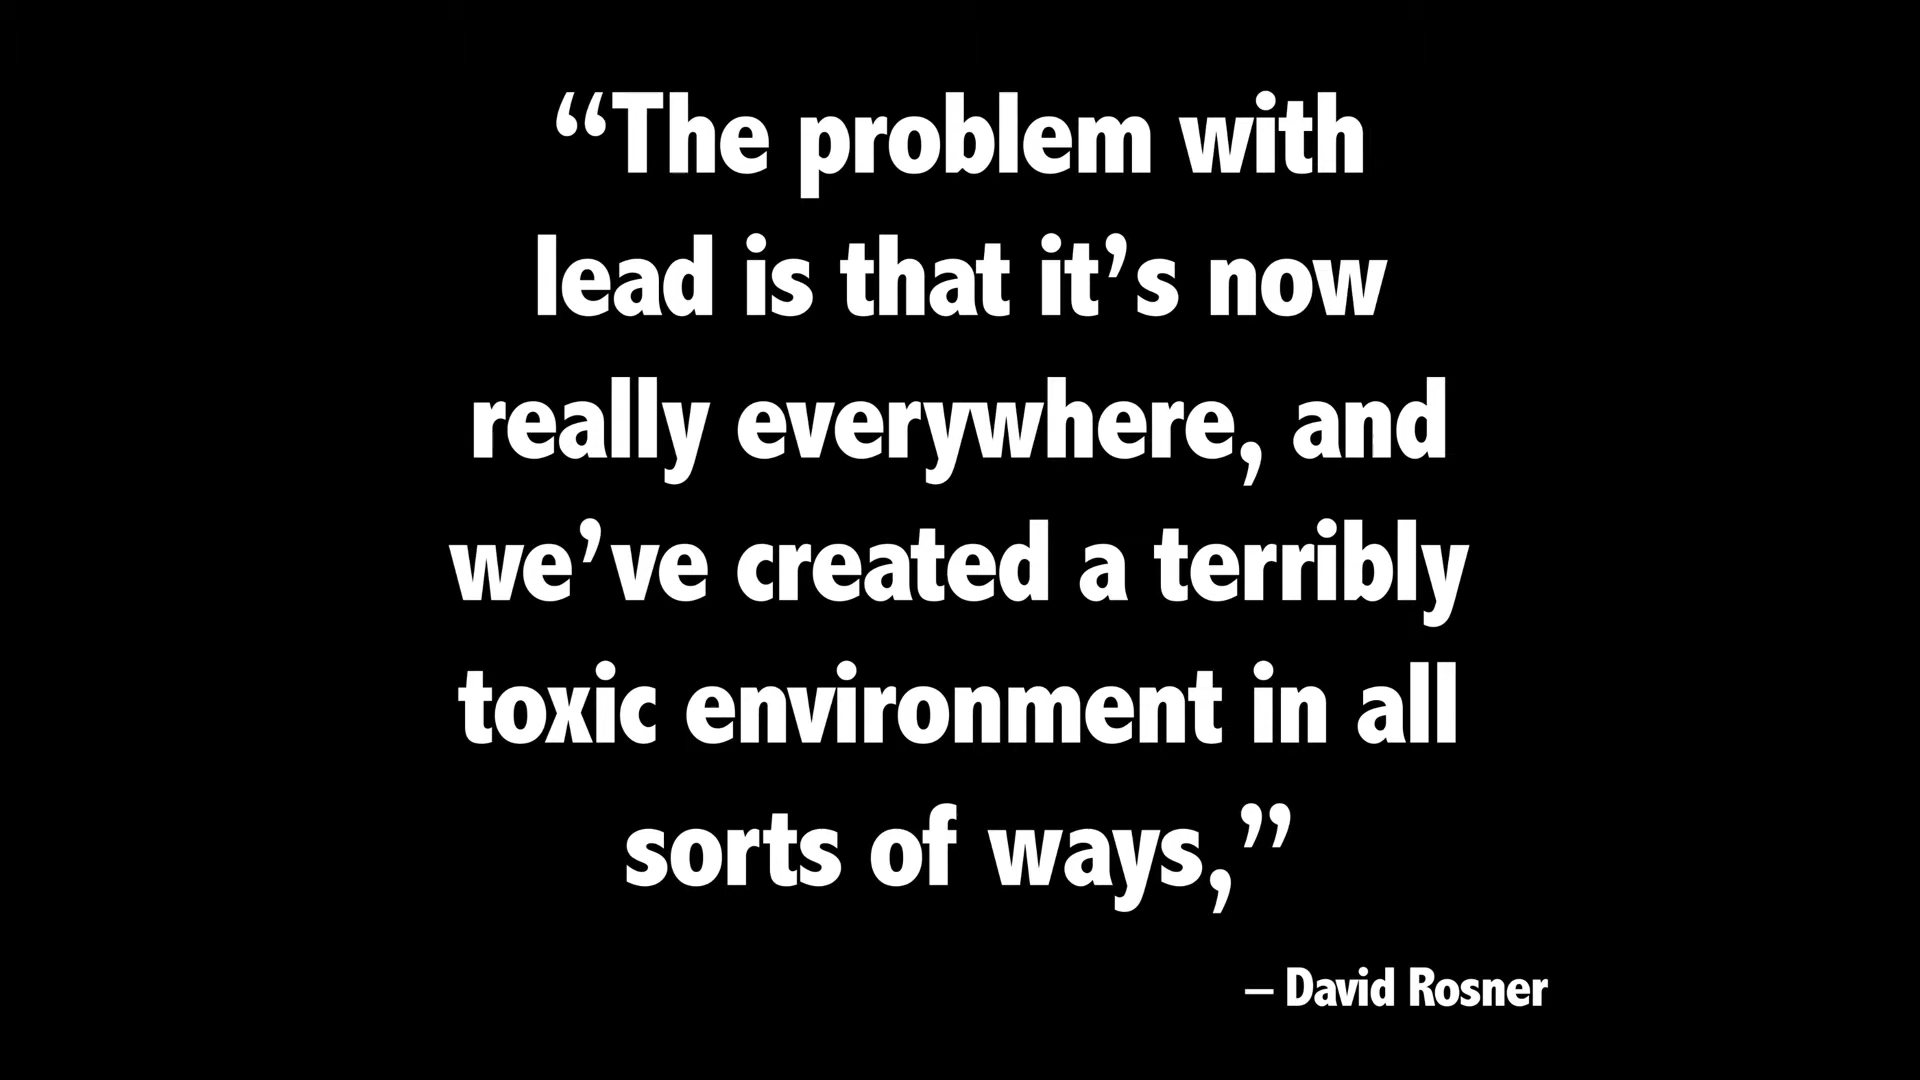 “The problem with
lead is that it’s now
really everywhere, and
we’ve created a terribly
toxic environment in all
sorts of ways,”
– David Rosner